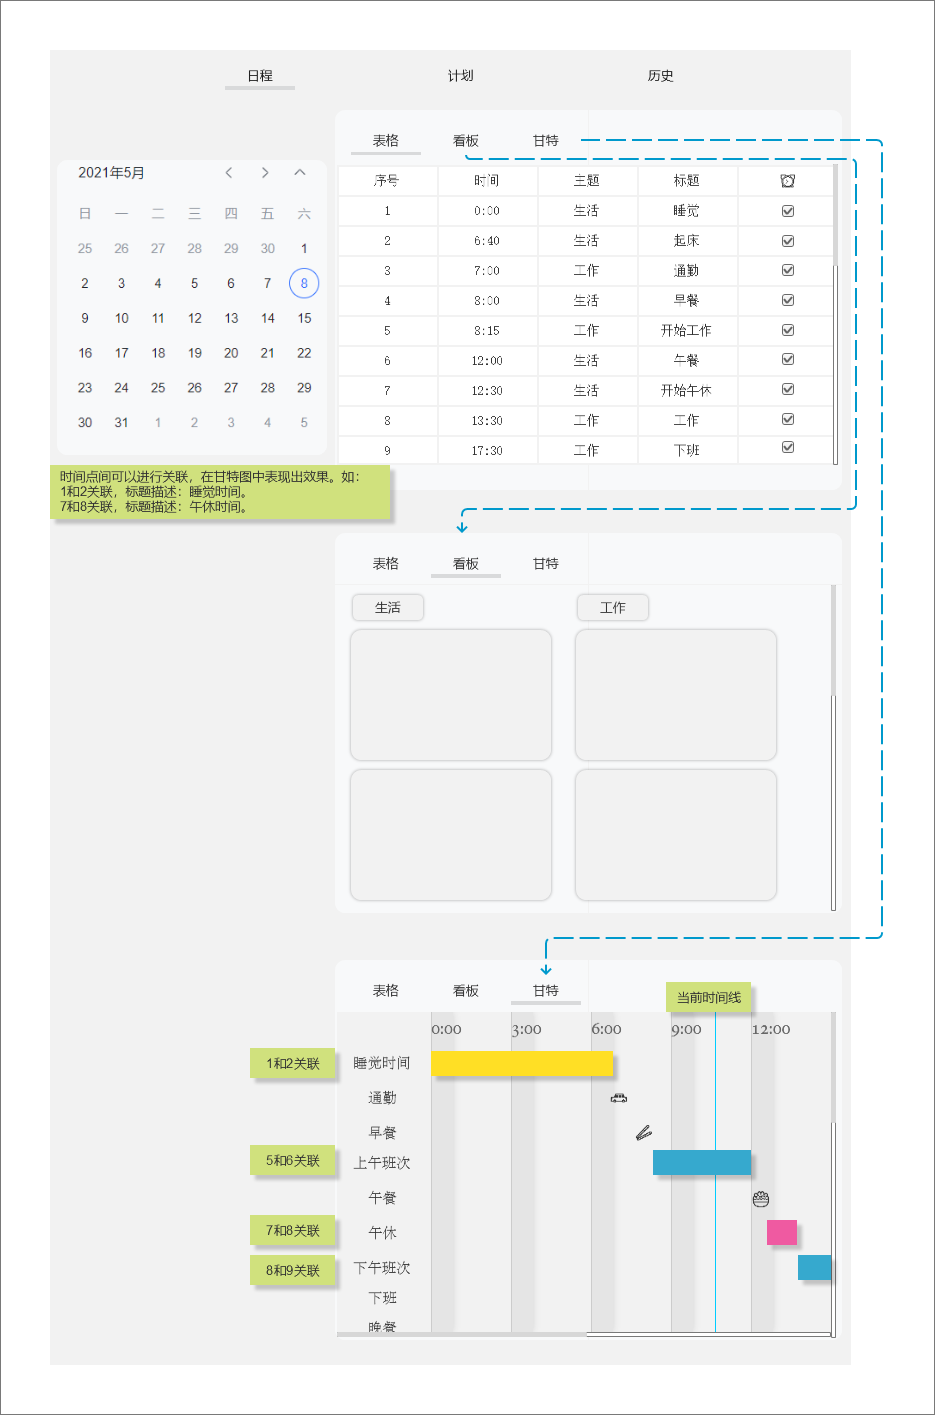 日程 计划 历史
表格 看板 甘特
2021年5月
日 一 二 三 四 五 六
25 26 27 28 29 30 1
2 3 4 5 6 7 8
9 10 11 12 13 14 15
16 17 18 19 20 21 22
23 24 25 26 27 28 29
30 31 1 2 3 4 5
序号 时间 主题 标题
1 0:00 生活 睡觉
2 6:40 生活 起床
3 7:00 工作 通勤
4 8:00 生活 早餐
5 8:15 工作 开始工作
6 12:00 生活 午餐
7 12:30 生活 开始午休
8 13:30 工作 工作
9 17:30 工作 下班
时间点间可以进行关联，在甘特图中表现出效果。如：
1和2关联，标题描述：睡觉时间。
7和8关联，标题描述：午休时间。
表格 看板 甘特
生活 工作
表格 看板 甘特
当前时间线
0:00 3:00 6:00 9:00 12:00
1和2关联 睡觉时间
通勤
早餐
5和6关联 上午班次
午餐
7和8关联 午休
8和9关联 下午班次
下班
晚餐